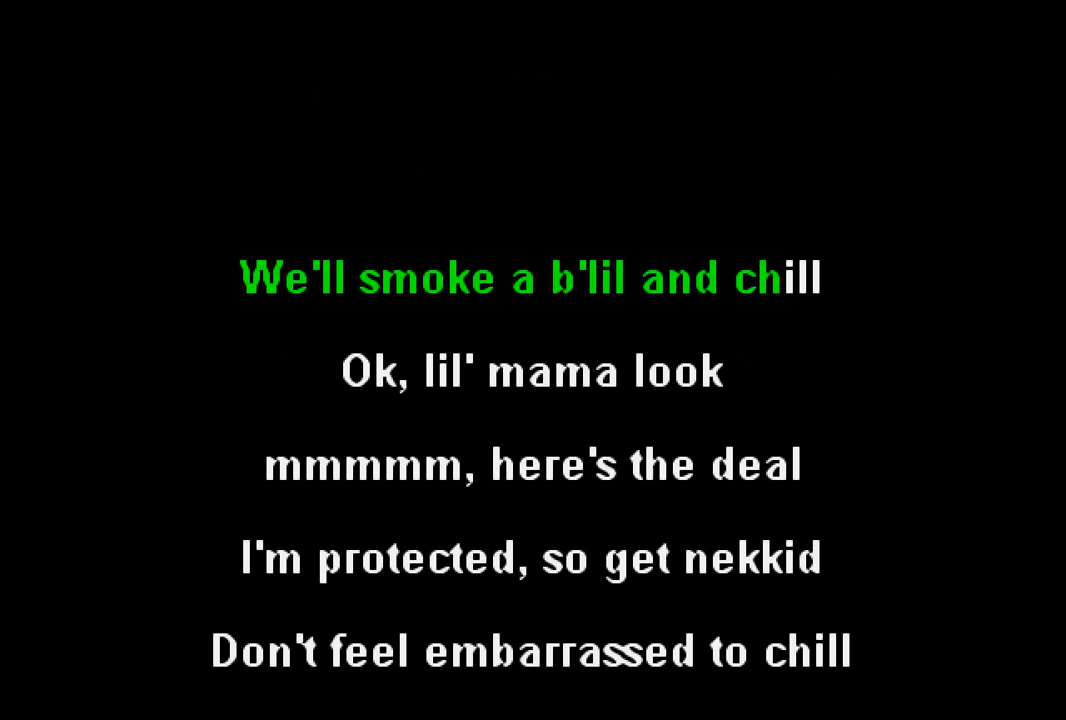 We'll smoke a b'lil and chill
Ok, lil' mama look
mmmmm, here's the deal
I'm protected, so get nekkid
Don't feel embarrassed to chill